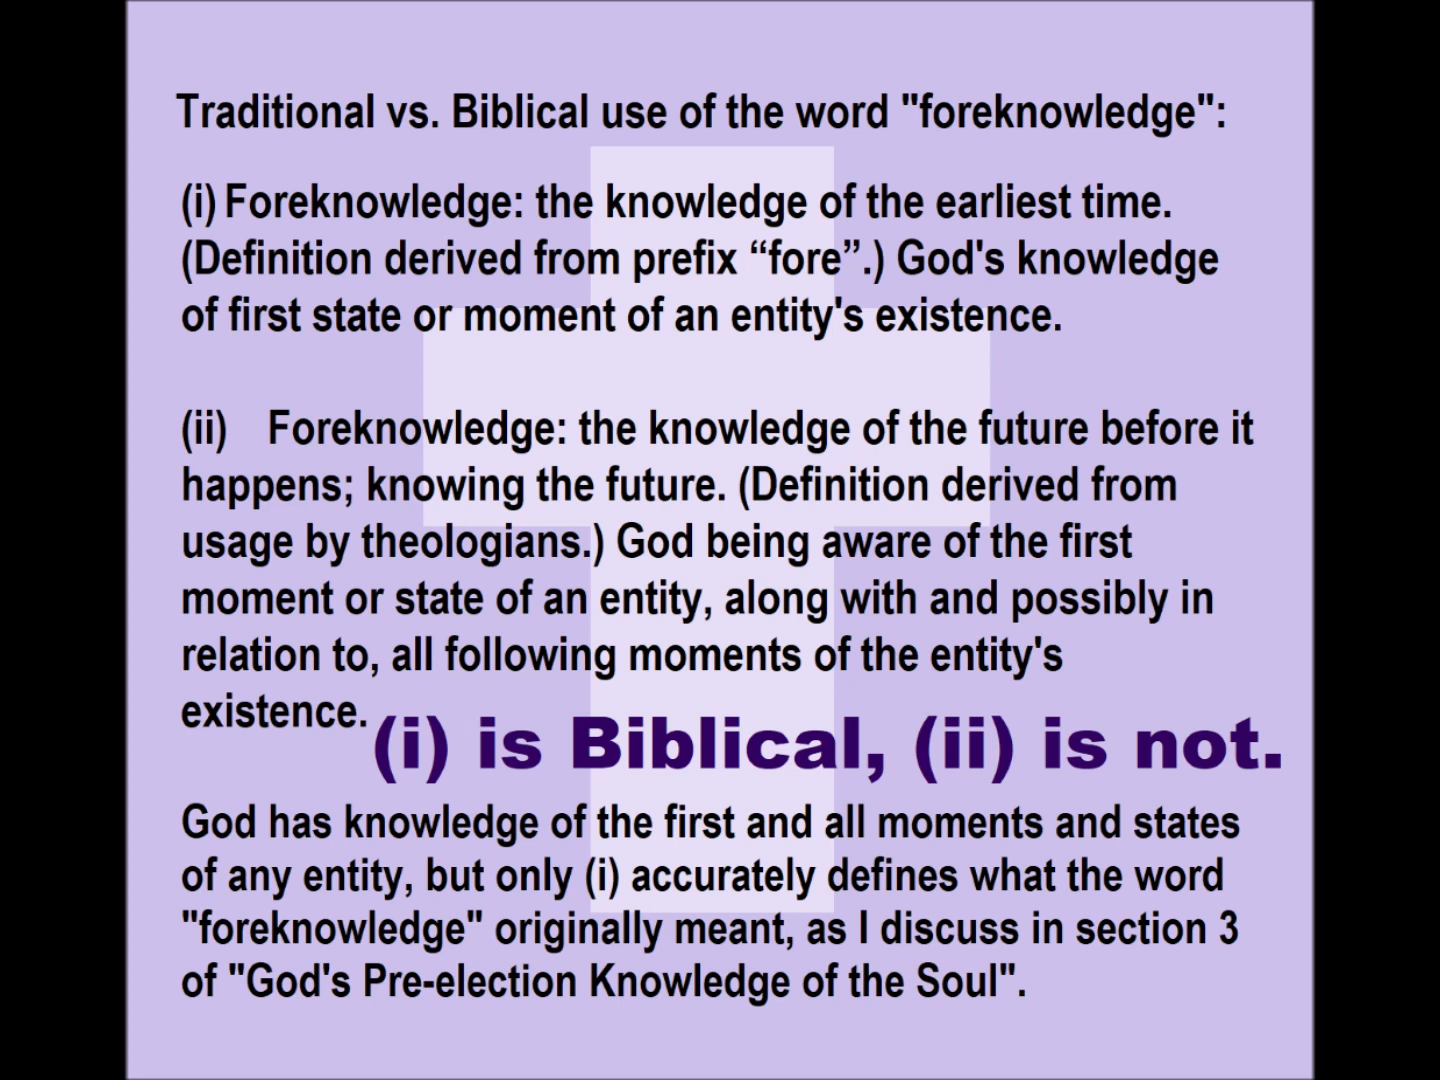 Traditional vs. Biblical use of the word "foreknowledge":
(i) Foreknowledge: the knowledge of the earliest time.
(Definition derived from prefix “fore”.) God's knowledge
of first state or moment of an entity's existence.
(ii) Foreknowledge: the knowledge of the future before it
happens; knowing the future. (Definition derived from
usage by theologians.) God being aware of the first
moment or state of an entity, along with and possibly in
relation to, all following moments of the entity's
existence.
(i) is Biblical, (ii) is not.
God has knowledge of the first and all moments and states
of any entity, but only (i) accurately defines what the word
"foreknowledge" originally meant, as I discuss in section 3
of "God's Pre-election Knowledge of the Soul".